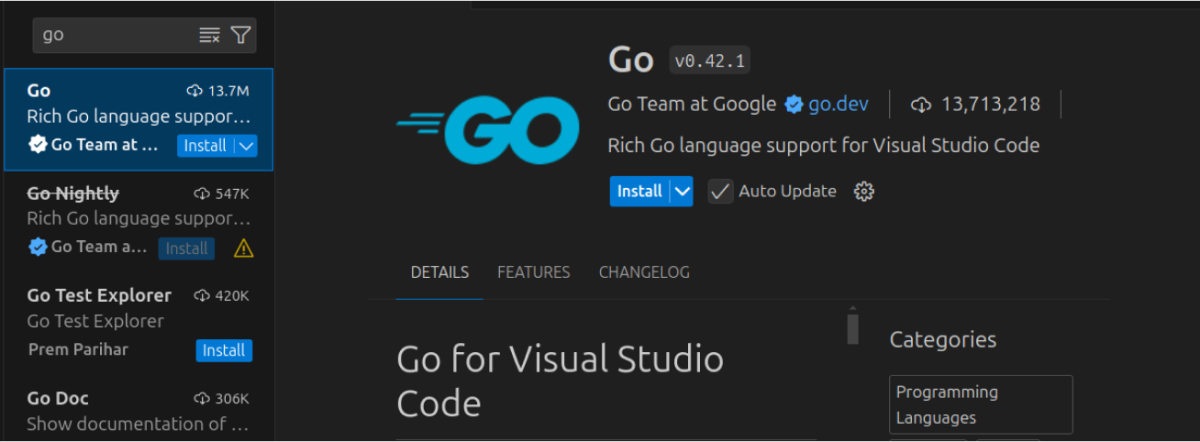 go
Go 13.7M
Rich Go language suppor...
Go Team at ... Install
Go Nightly 547K
Rich Go language suppor...
Go Team a... Install
Go Test Explorer 420K
Go Test Explorer
Prem Parihar Install
Go Doc 306K
Show documentation of ...
GO
Go v0.42.1
Go Team at Google go.dev 13,713,218
Rich Go language support for Visual Studio Code
Install Auto Update
DETAILS FEATURES CHANGELOG
Go for Visual Studio
Code
Categories
Programming
Languages